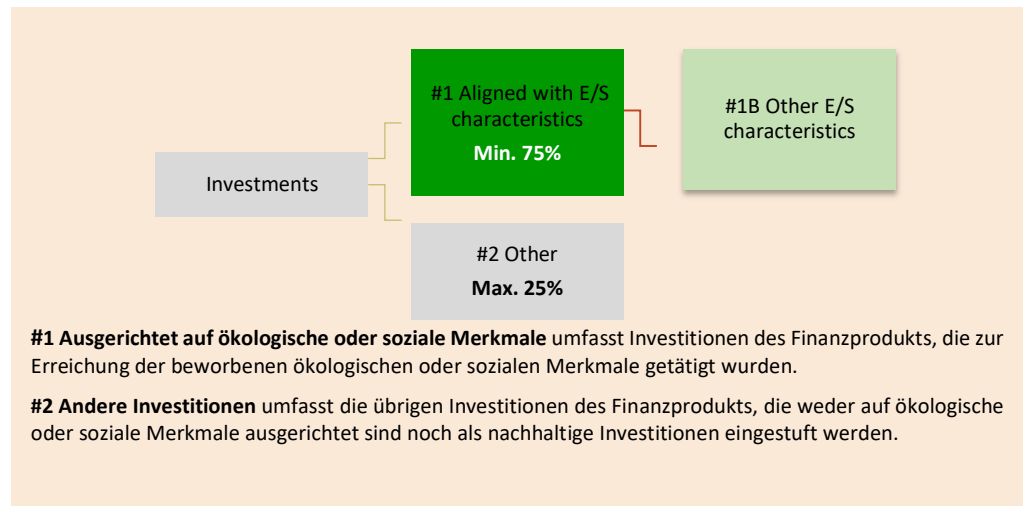 #1 Aligned with E/S
characteristics
Min. 75%
#1B Other E/S
characteristics
Investments
#2 Other
Max. 25%
#1 Ausgerichtet auf ökologische oder soziale Merkmale umfasst Investitionen des Finanzprodukts, die zur
Erreichung der beworbenen ökologischen oder sozialen Merkmale getätigt wurden.
#2 Andere Investitionen umfasst die übrigen Investitionen des Finanzprodukts, die weder auf ökologische
oder soziale Merkmale ausgerichtet sind noch als nachhaltige Investitionen eingestuft werden.